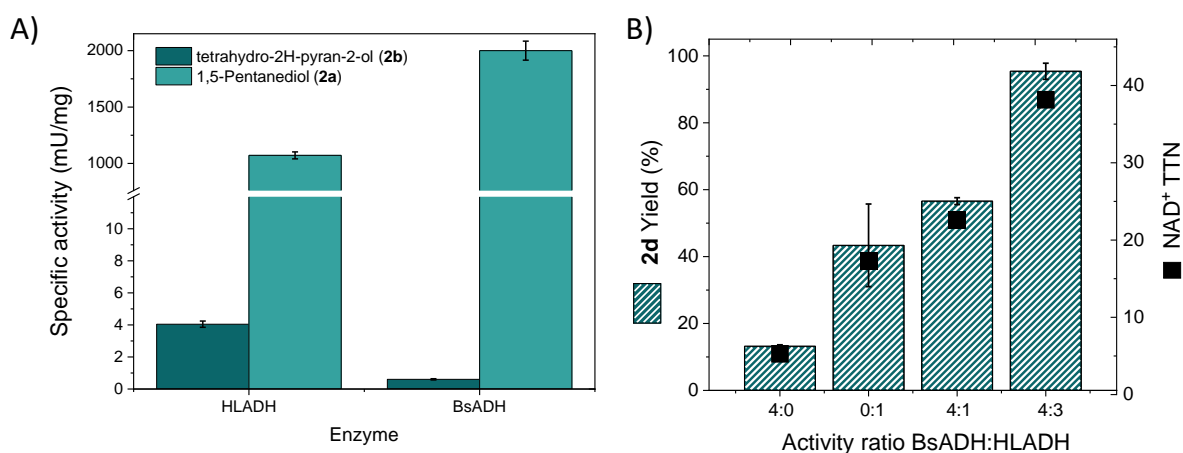 A)
tetrahydro-2H-pyran-2-ol (2b)
1,5-Pentanediol (2a)
Specific activity (mU/mg)
2000
1500
1000
10
8
6
4
2
0
HLADH
BsADH
Enzyme
B)
2d Yield (%)
100
80
60
40
20
0
4:0
0:1
4:1
4:3
Activity ratio BsADH:HLADH
40
30
20
10
0
NAD⁺ TTN